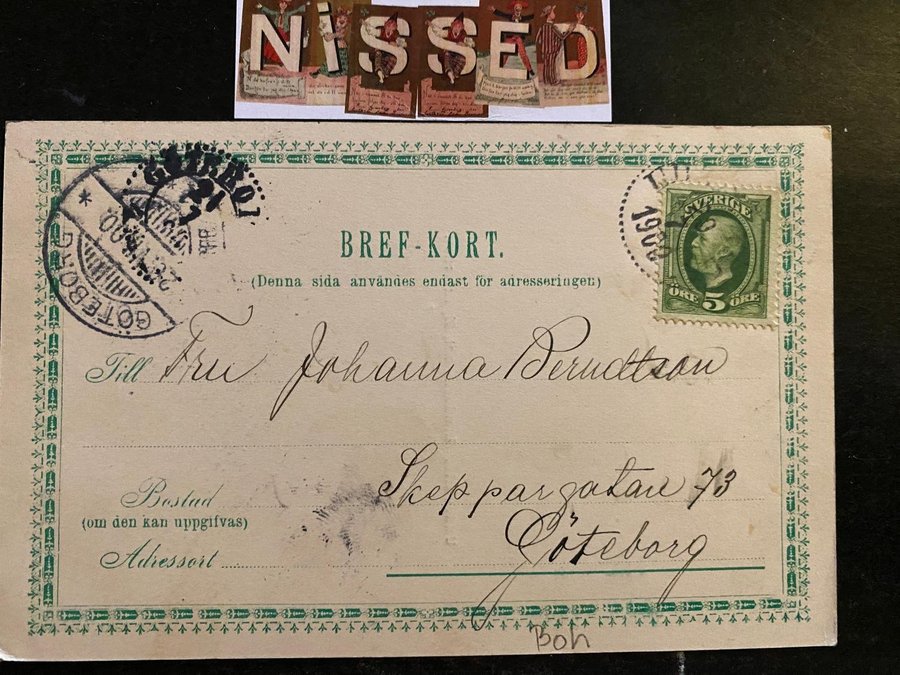 NiSSED
BREF-KORT.
(Denna sida användes endast för adresseringen)
SVERIGE
ÖRE 5 ÖRE
GÖTEBORG
Till Fru Johanna Berndtson
Bostad Skeppargatan 73
(om den kan uppgifvas)
Göteborg
Adressort
Boh